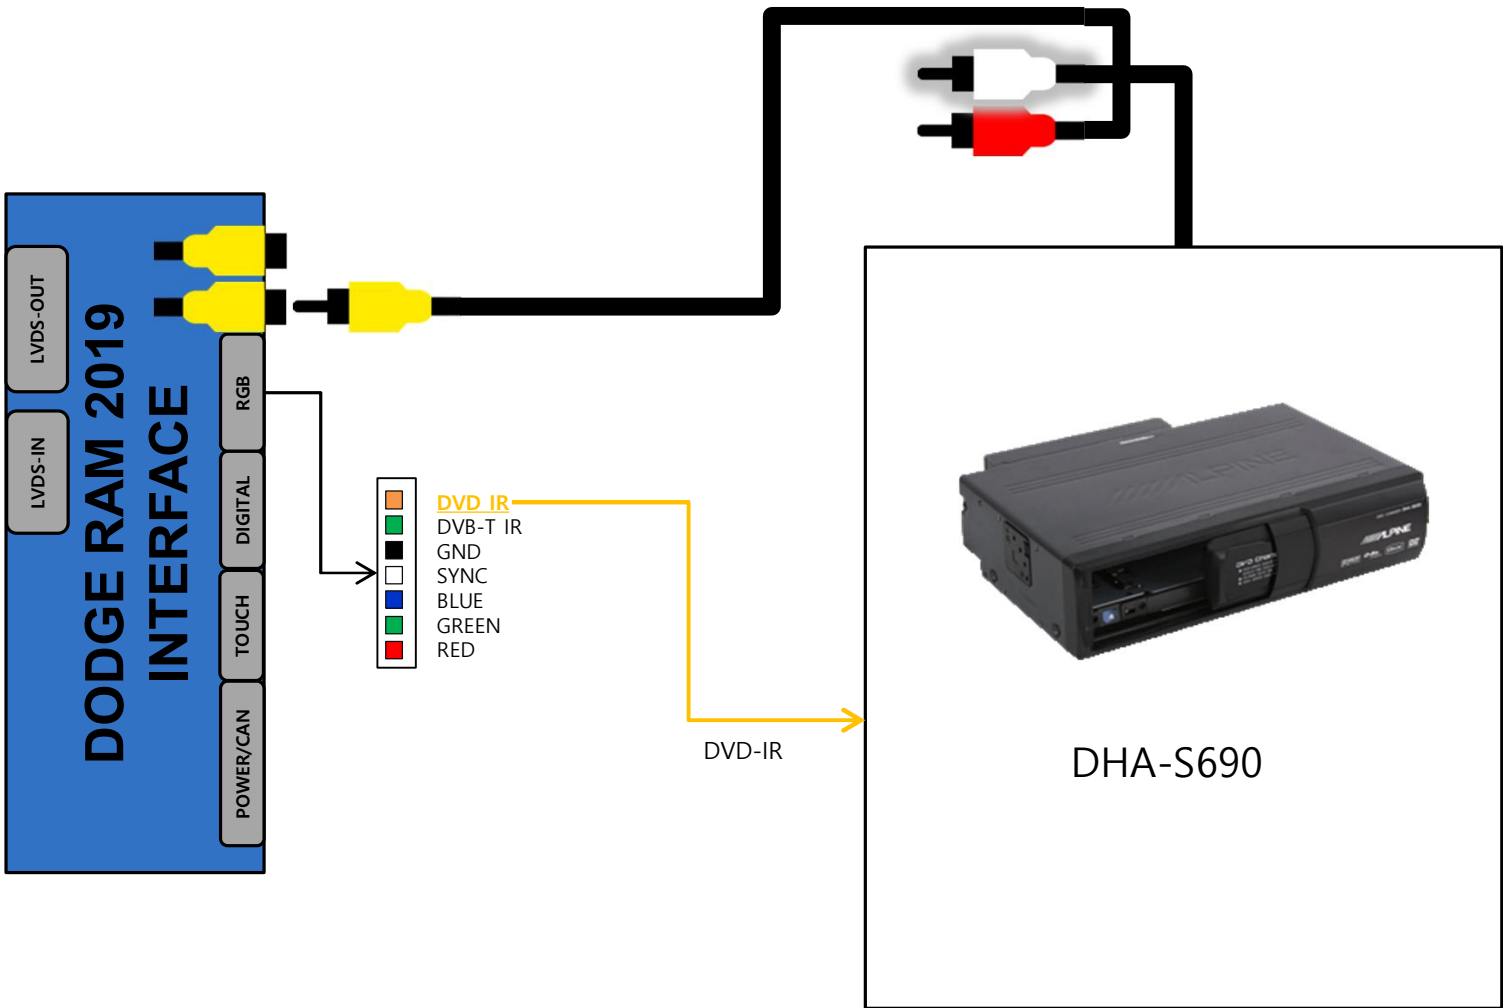 LVDS-OUT
LVDS-IN
DODGE RAM 2019
INTERFACE
RGB
DIGITAL
TOUCH
POWER/CAN
DVD IR
DVB-T IR
GND
SYNC
BLUE
GREEN
RED
DVD-IR
ALPINE
ALPINE
DHA-S690